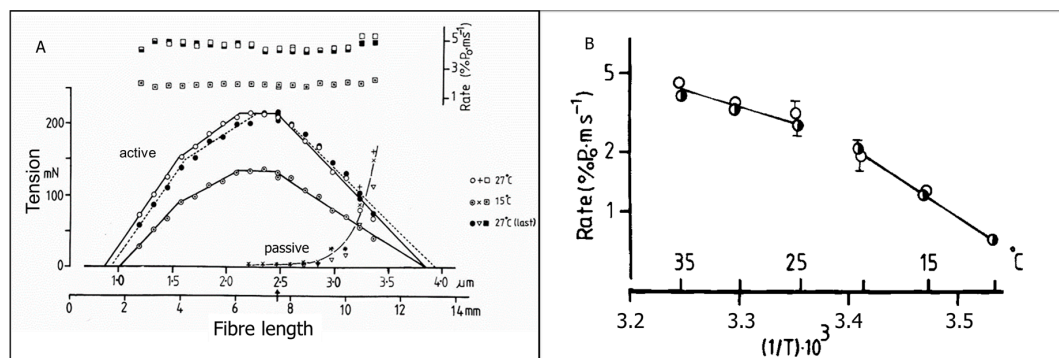 A
5
3
1
Rate (%P₀.ms⁻¹)
200
100
0
mN
Tension
active
passive
○ + □ 27°C
⊙ × ⊡ 15°C
● ▽ ■ 27°C (last)
1·0 1·5 2·0 2·5 3·0 3·5 4·0 µm
0 2 4 6 8 10 12 14 mm
Fibre length
B
5
2
1
Rate (%P₀·ms⁻¹)
35 25 15 °C
3.2 3.3 3.4 3.5
(1/T)·10³